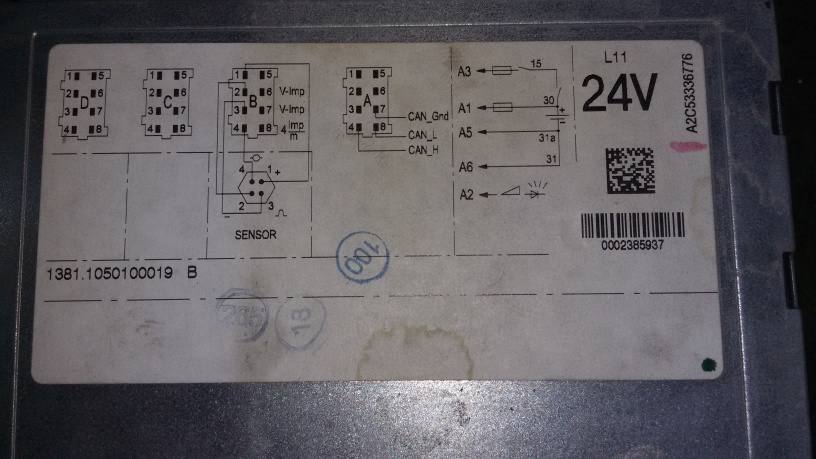 1 5
2 6
3 7
4 8
D
1 5
2 6
3 7
4 8
C
1 5
2 6
3 7
4 8
B
V-Imp
V-Imp
4 Imp
m
1 5
2 6
3 7
4 8
A
CAN_Gnd
CAN_L
CAN_H
4 1 +
− 2 3
SENSOR
A3 15
A1 30 +
−
A5 31a
A6 31
A2
L11
24V
A2C53336776
0002385937
1381.1050100019 B
100
18